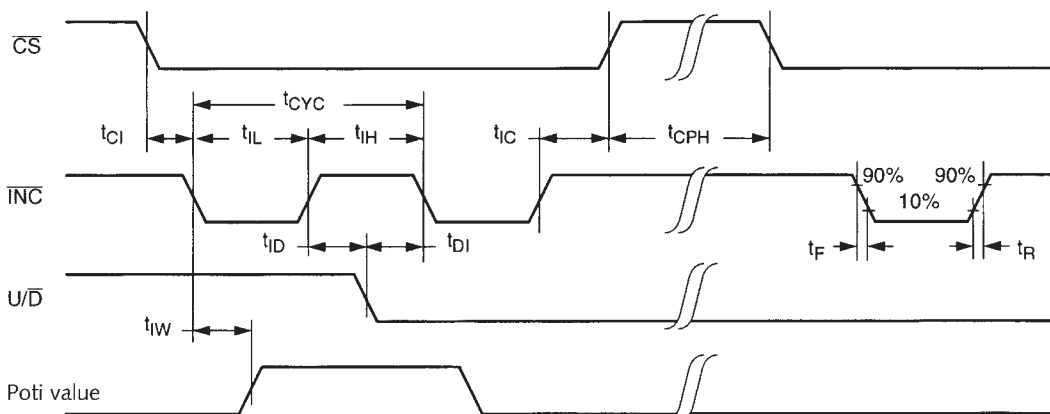 CS
tCYC
tCI
tIL
tIH
tIC
tCPH
INC
90%
90%
10%
tID
tDI
tF
tR
U/D
tIW
Poti value